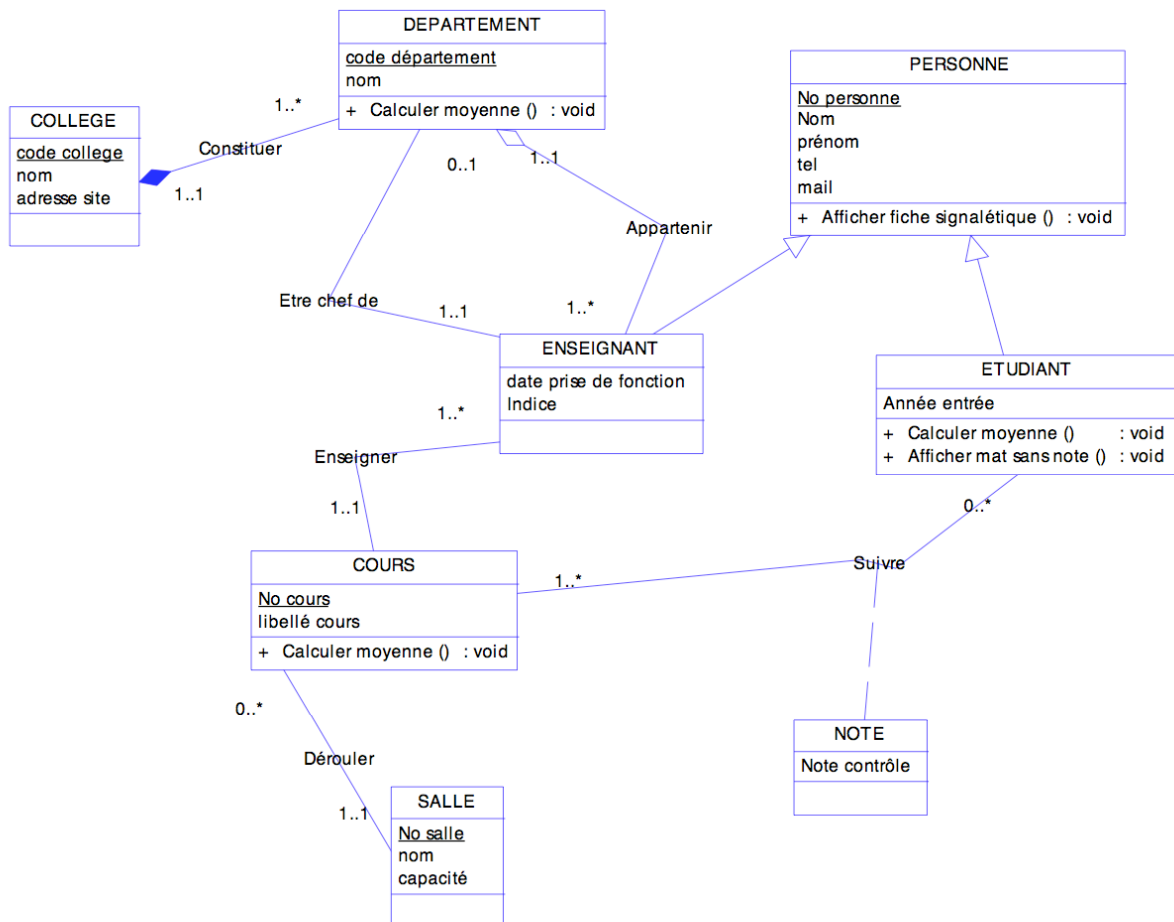 DEPARTEMENT
code département
nom
+ Calculer moyenne () : void
PERSONNE
No personne
Nom
prénom
tel
mail
+ Afficher fiche signalétique () : void
COLLEGE
code college
nom
adresse site
1..*
Constituer
1..1
0..1
1..1
Appartenir
Etre chef de
1..1
1..*
ENSEIGNANT
date prise de fonction
Indice
ETUDIANT
Année entrée
+ Calculer moyenne () : void
+ Afficher mat sans note () : void
1..*
Enseigner
1..1
0..*
Suivre
1..*
COURS
No cours
libellé cours
+ Calculer moyenne () : void
0..*
Dérouler
1..1
NOTE
Note contrôle
SALLE
No salle
nom
capacité